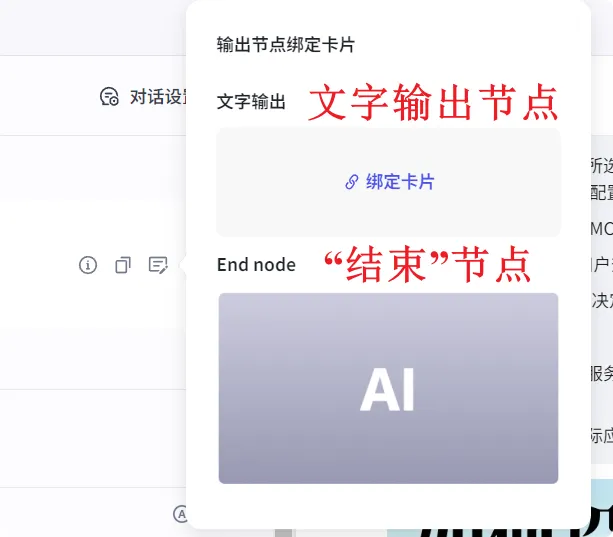 输出节点绑定卡片
对话设
文字输出 文字输出节点
绑定卡片
End node “结束”节点
AI
A
所选
配置
MC
户
决定
服务
际应